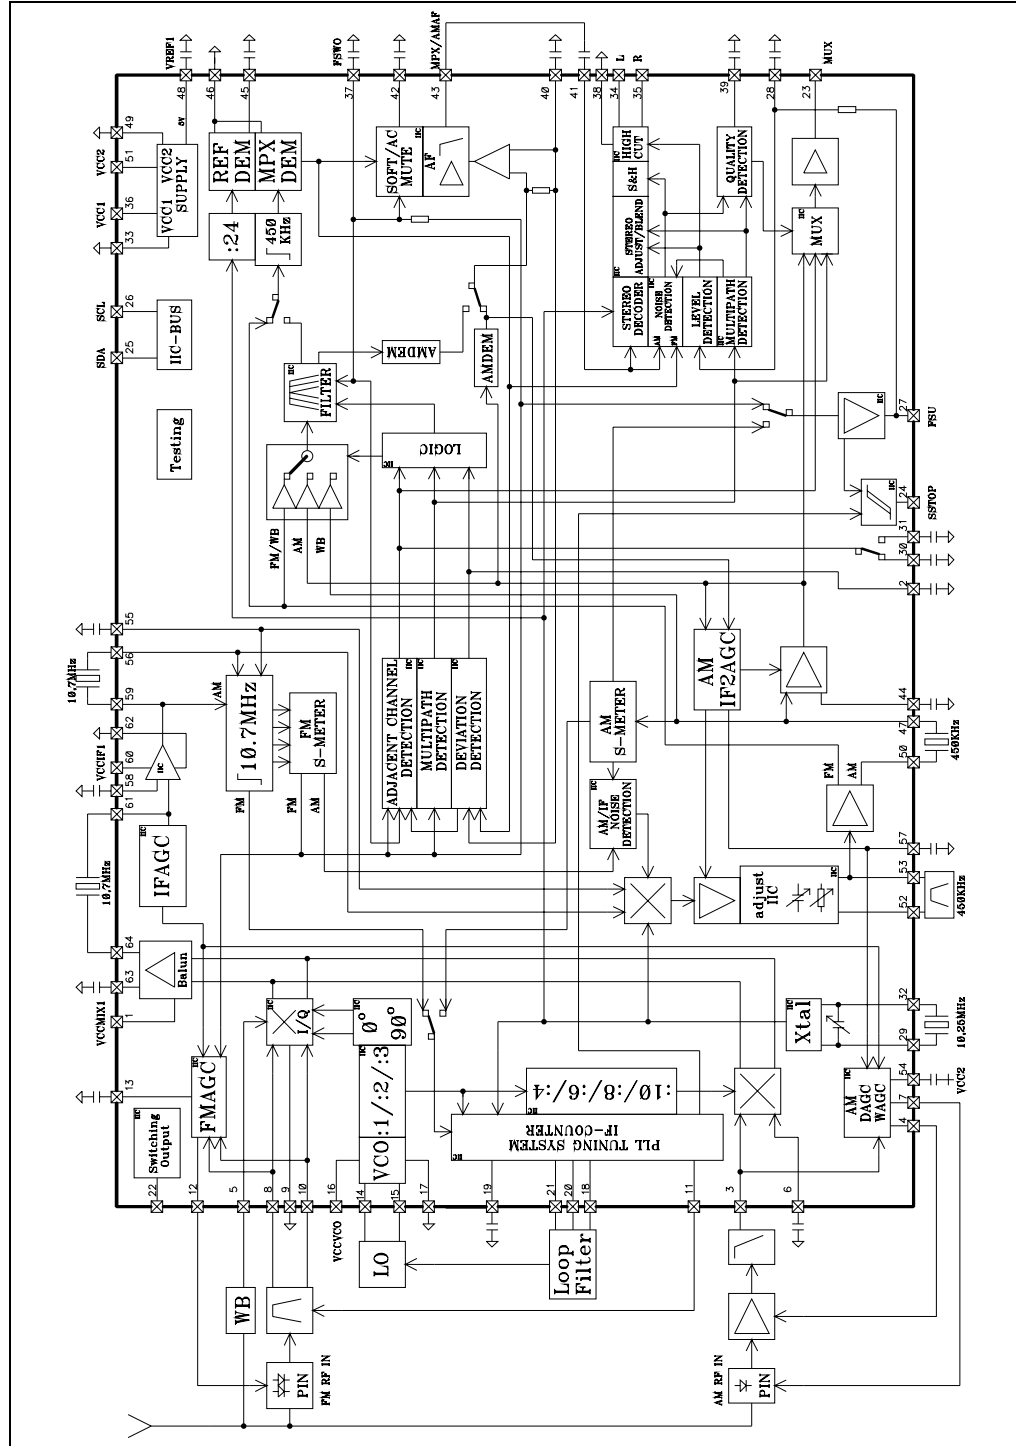 VREF1
FSWO
MPX/AMAF
L
R
MUX
48
46
45
37
42
43
40
41
38
34
35
39
28
23
49
VCC2
51
VCC1
36
33
SCL
26
SDA
25
5V
VCC1 VCC2
SUPPLY
REF
DEM
MPX
DEM
:24
450
KHz
SOFT/AC
MUTE
IIC
AF
IIC
HIGH
CUT
S&H
STEREO
ADJUST/BLEND
IIC
STEREO
DECODER
IIC
NOISE
DETECTION
AM
FM
LEVEL
DETECTION
IIC
MULTIPATH
DETECTION
QUALITY
DETECTION
IIC
MUX
IIC-BUS
Testing
IIC
FILTER
AMDEM
AMDEM
LOGIC
IIC
FM/WB
AM
WB
IIC
27
FSU
IIC
24
SSTOP
31
30
2
55
56
10,7MHz
59
62
VCCIF1
60
58
61
IIC
AM
10.7MHz
FM
FM
S-METER
FM
AM
ADJACENT CHANNEL
DETECTION
IIC
MULTIPATH
DETECTION
IIC
DEVIATION
DETECTION
IIC
AM
S-METER
IIC
AM/IF
NOISE
DETECTION
IIC
AM
IF2AGC
IIC
44
47
50
450KHz
FM
AM
57
53
52
450KHz
adjust
IIC
IIC
10,7MHz
IFAGC
IIC
64
63
1
VCCMIX1
Balun
IIC
I/Q
0°
90°
IIC
VCO:1/:2/:3
Xtal
IIC
32
29
10,25MHz
13
FMAGC
IIC
Switching
Output
IIC
:10/:8/:6/:4
IIC
PLL TUNING SYSTEM
IF-COUNTER
IIC
AM
DAGC
WAGC
IIC
54
VCC2
7
4
22
12
5
8
9
10
16
VCCVCO
14
15
17
19
21
20
18
11
3
6
WB
LO
Loop
Filter
PIN
FM RF IN
AM RF IN
PIN